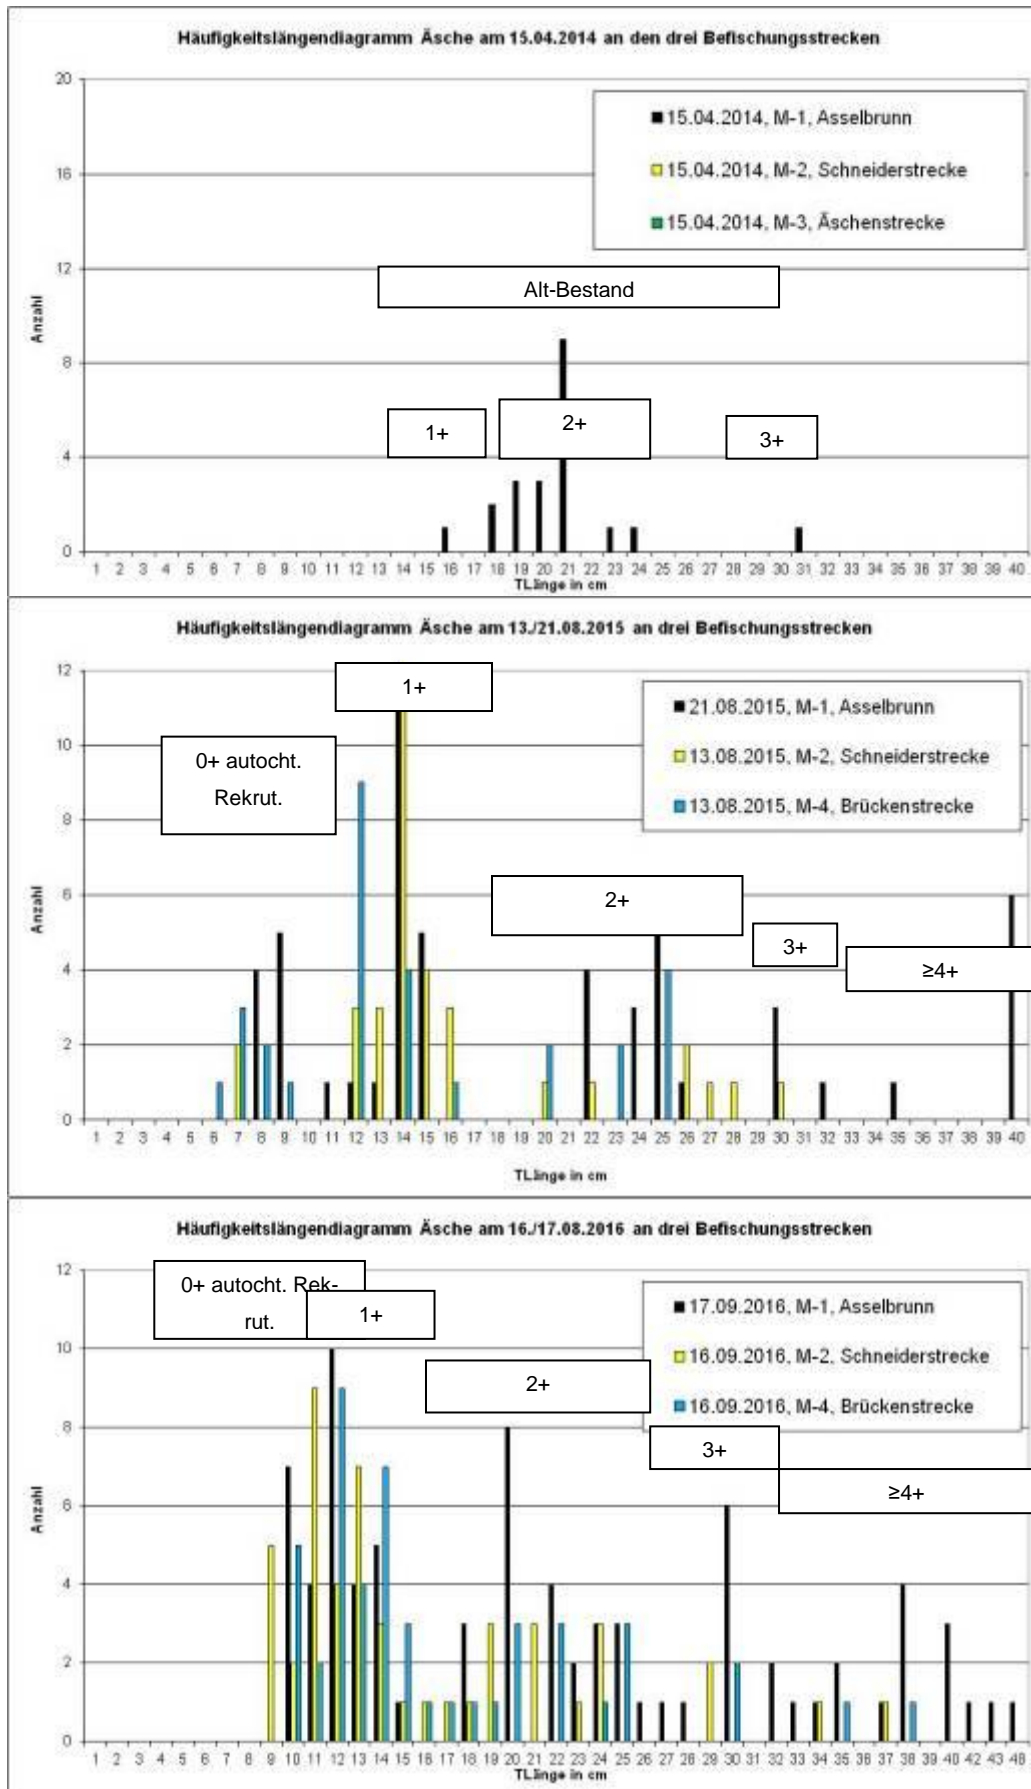 Häufigkeitslängendiagramm Äsche am 15.04.2014 an den drei Befischungsstrecken
20
16
12
8
4
0
Anzahl
15.04.2014, M-1, Asselbrunn
15.04.2014, M-2, Schneiderstrecke
15.04.2014, M-3, Äschenstrecke
Alt-Bestand
1+
2+
3+
1 2 3 4 5 6 7 8 9 10 11 12 13 14 15 16 17 18 19 20 21 22 23 24 25 26 27 28 29 30 31 32 33 34 35 36 37 38 39 40
TLänge in cm
Häufigkeitslängendiagramm Äsche am 13./21.08.2015 an drei Befischungsstrecken
12
10
8
6
4
2
0
Anzahl
21.08.2015, M-1, Asselbrunn
13.08.2015, M-2, Schneiderstrecke
13.08.2015, M-4, Brückenstrecke
0+ autocht.
Rekrut.
1+
2+
3+
≥4+
1 2 3 4 5 6 7 8 9 10 11 12 13 14 15 16 17 18 19 20 21 22 23 24 25 26 27 28 29 30 31 32 33 34 35 36 37 38 39 40
TLänge in cm
Häufigkeitslängendiagramm Äsche am 16./17.08.2016 an drei Befischungsstrecken
12
10
8
6
4
2
0
Anzahl
17.09.2016, M-1, Asselbrunn
16.09.2016, M-2, Schneiderstrecke
16.09.2016, M-4, Brückenstrecke
0+ autocht. Rek-
rut.
1+
2+
3+
≥4+
1 2 3 4 5 6 7 8 9 10 11 12 13 14 15 16 17 18 19 20 21 22 23 24 25 26 27 28 29 30 31 32 33 34 35 36 37 38 39 40 42 44
TLänge in cm